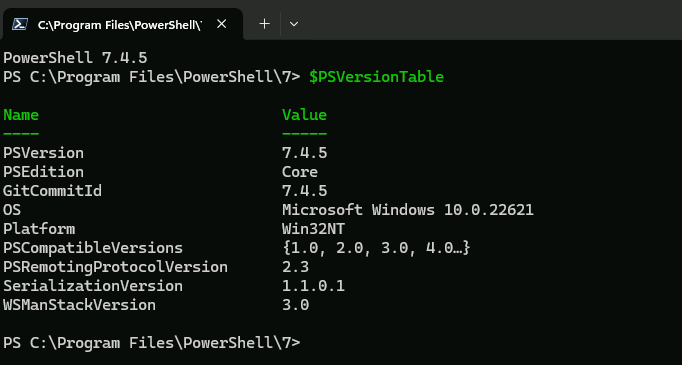 C:\Program Files\PowerShell\7
PowerShell 7.4.5
PS C:\Program Files\PowerShell\7> $PSVersionTable
Name Value
---- -----
PSVersion 7.4.5
PSEdition Core
GitCommitId 7.4.5
OS Microsoft Windows 10.0.22621
Platform Win32NT
PSCompatibleVersions {1.0, 2.0, 3.0, 4.0…}
PSRemotingProtocolVersion 2.3
SerializationVersion 1.1.0.1
WSManStackVersion 3.0
PS C:\Program Files\PowerShell\7>